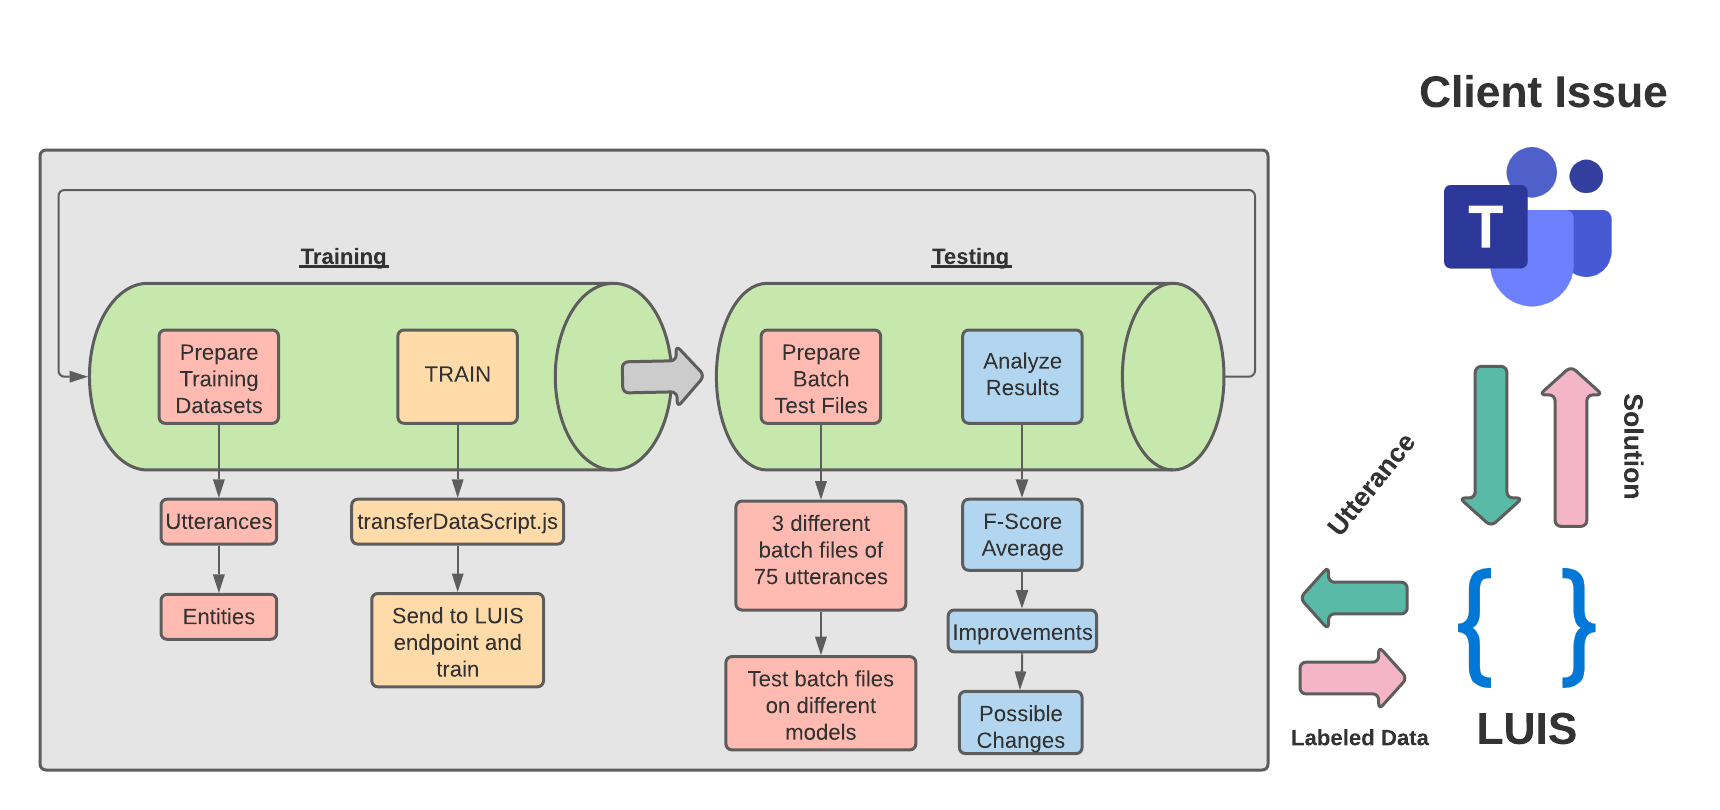 Client Issue
T
Training
Testing
Prepare
Training
Datasets
TRAIN
Prepare
Batch
Test Files
Analyze
Results
Utterances
Entities
transferDataScript.js
Send to LUIS
endpoint and
train
3 different
batch files of
75 utterances
Test batch files
on different
models
F-Score
Average
Improvements
Possible
Changes
Utterance
Solution
{ }
Labeled Data
LUIS